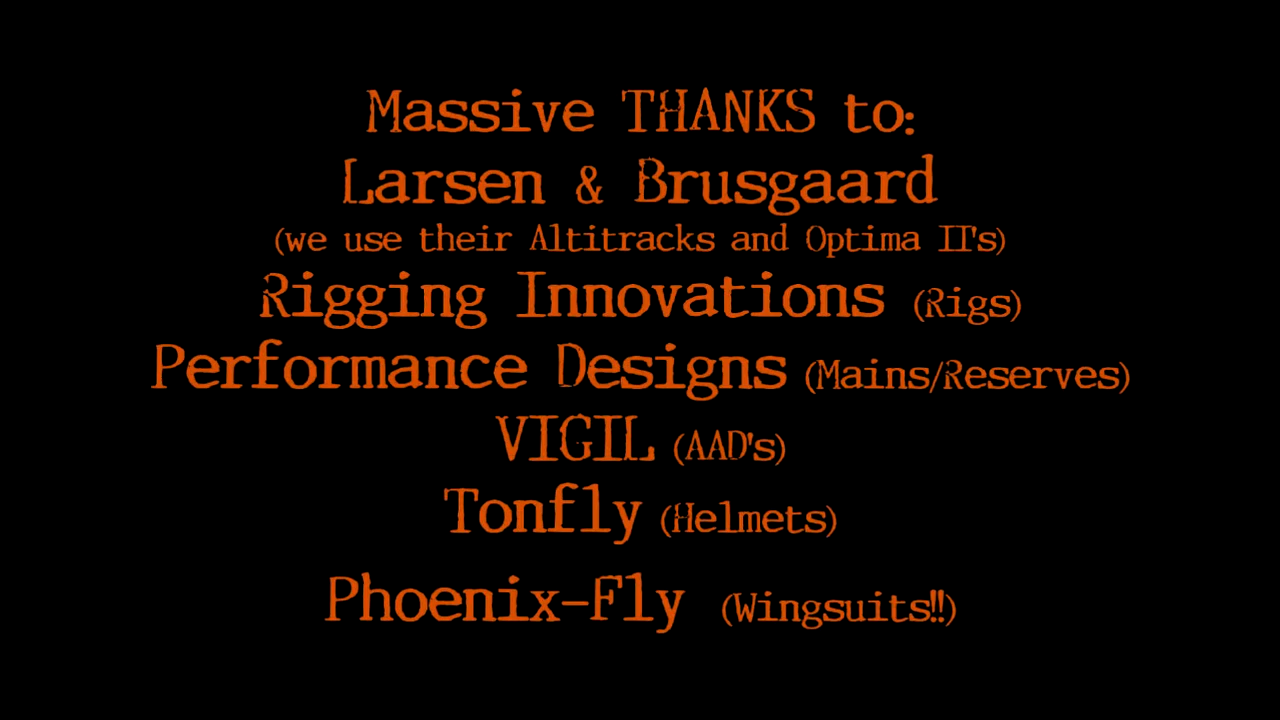 Massive THANKS to:
Larsen & Brusgaard
(we use their Altitracks and Optima II's)
Rigging Innovations (Rigs)
Performance Designs (Mains/Reserves)
VIGIL (AAD's)
Tonfly (Helmets)
Phoenix-Fly (Wingsuits!!)